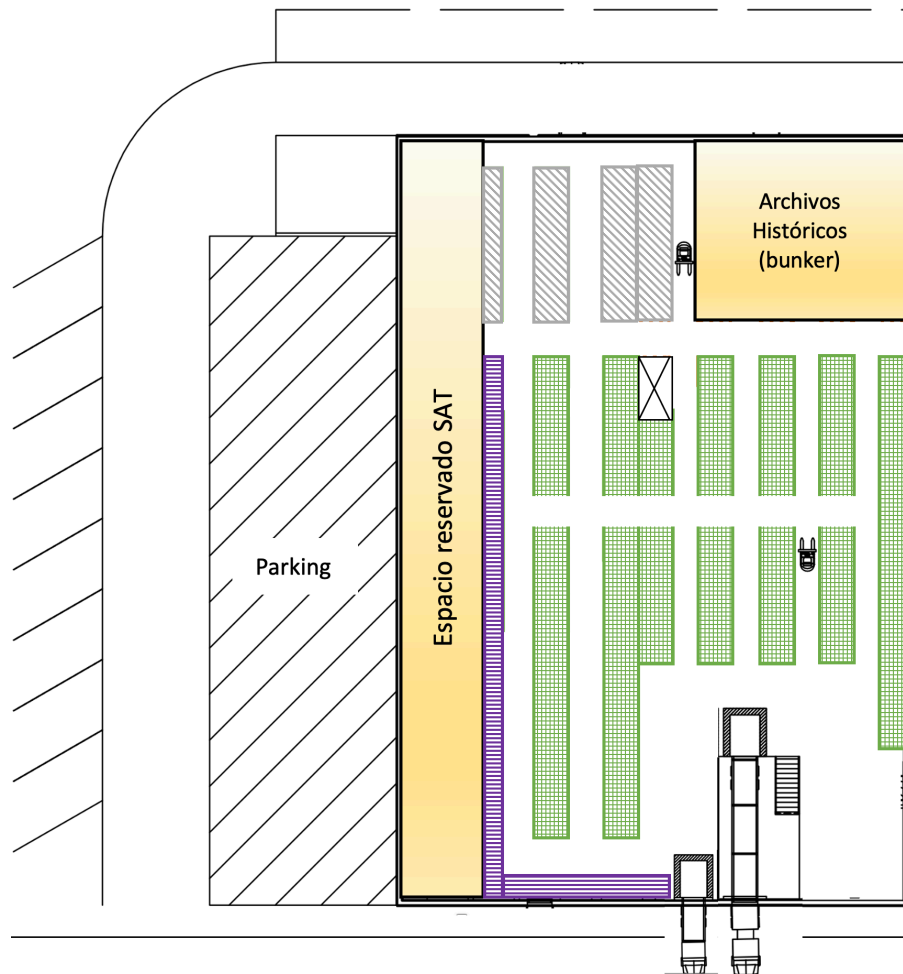 Archivos
Históricos
(bunker)
Espacio reservado SAT
Parking